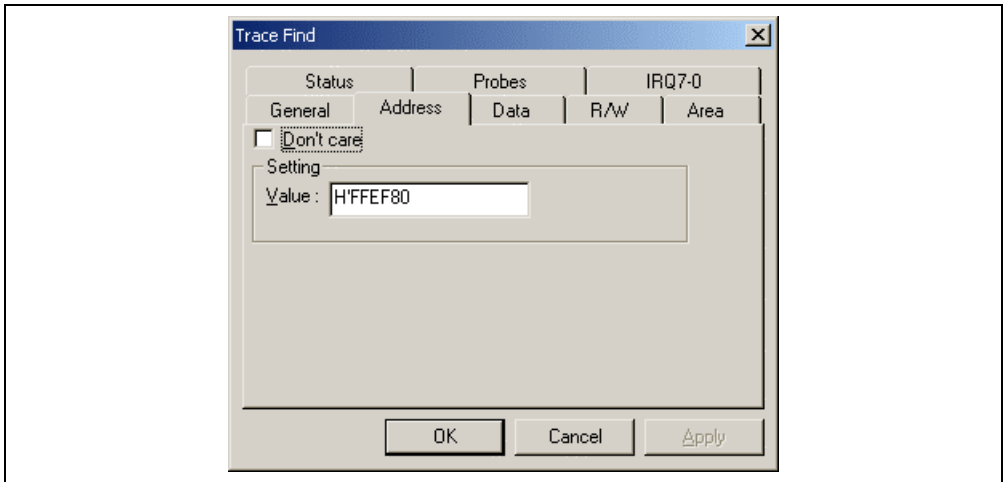 Trace Find
Status Probes IRQ7-0
General Address Data R/W Area
Don't care
Setting
Value : H'FFEF80
OK Cancel Apply